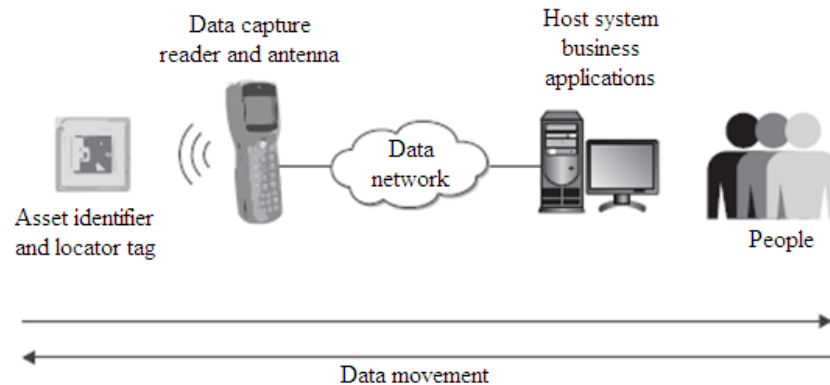 Data capture
reader and antenna
Host system
business
applications
Data
network
Asset identifier
and locator tag
People
Data movement